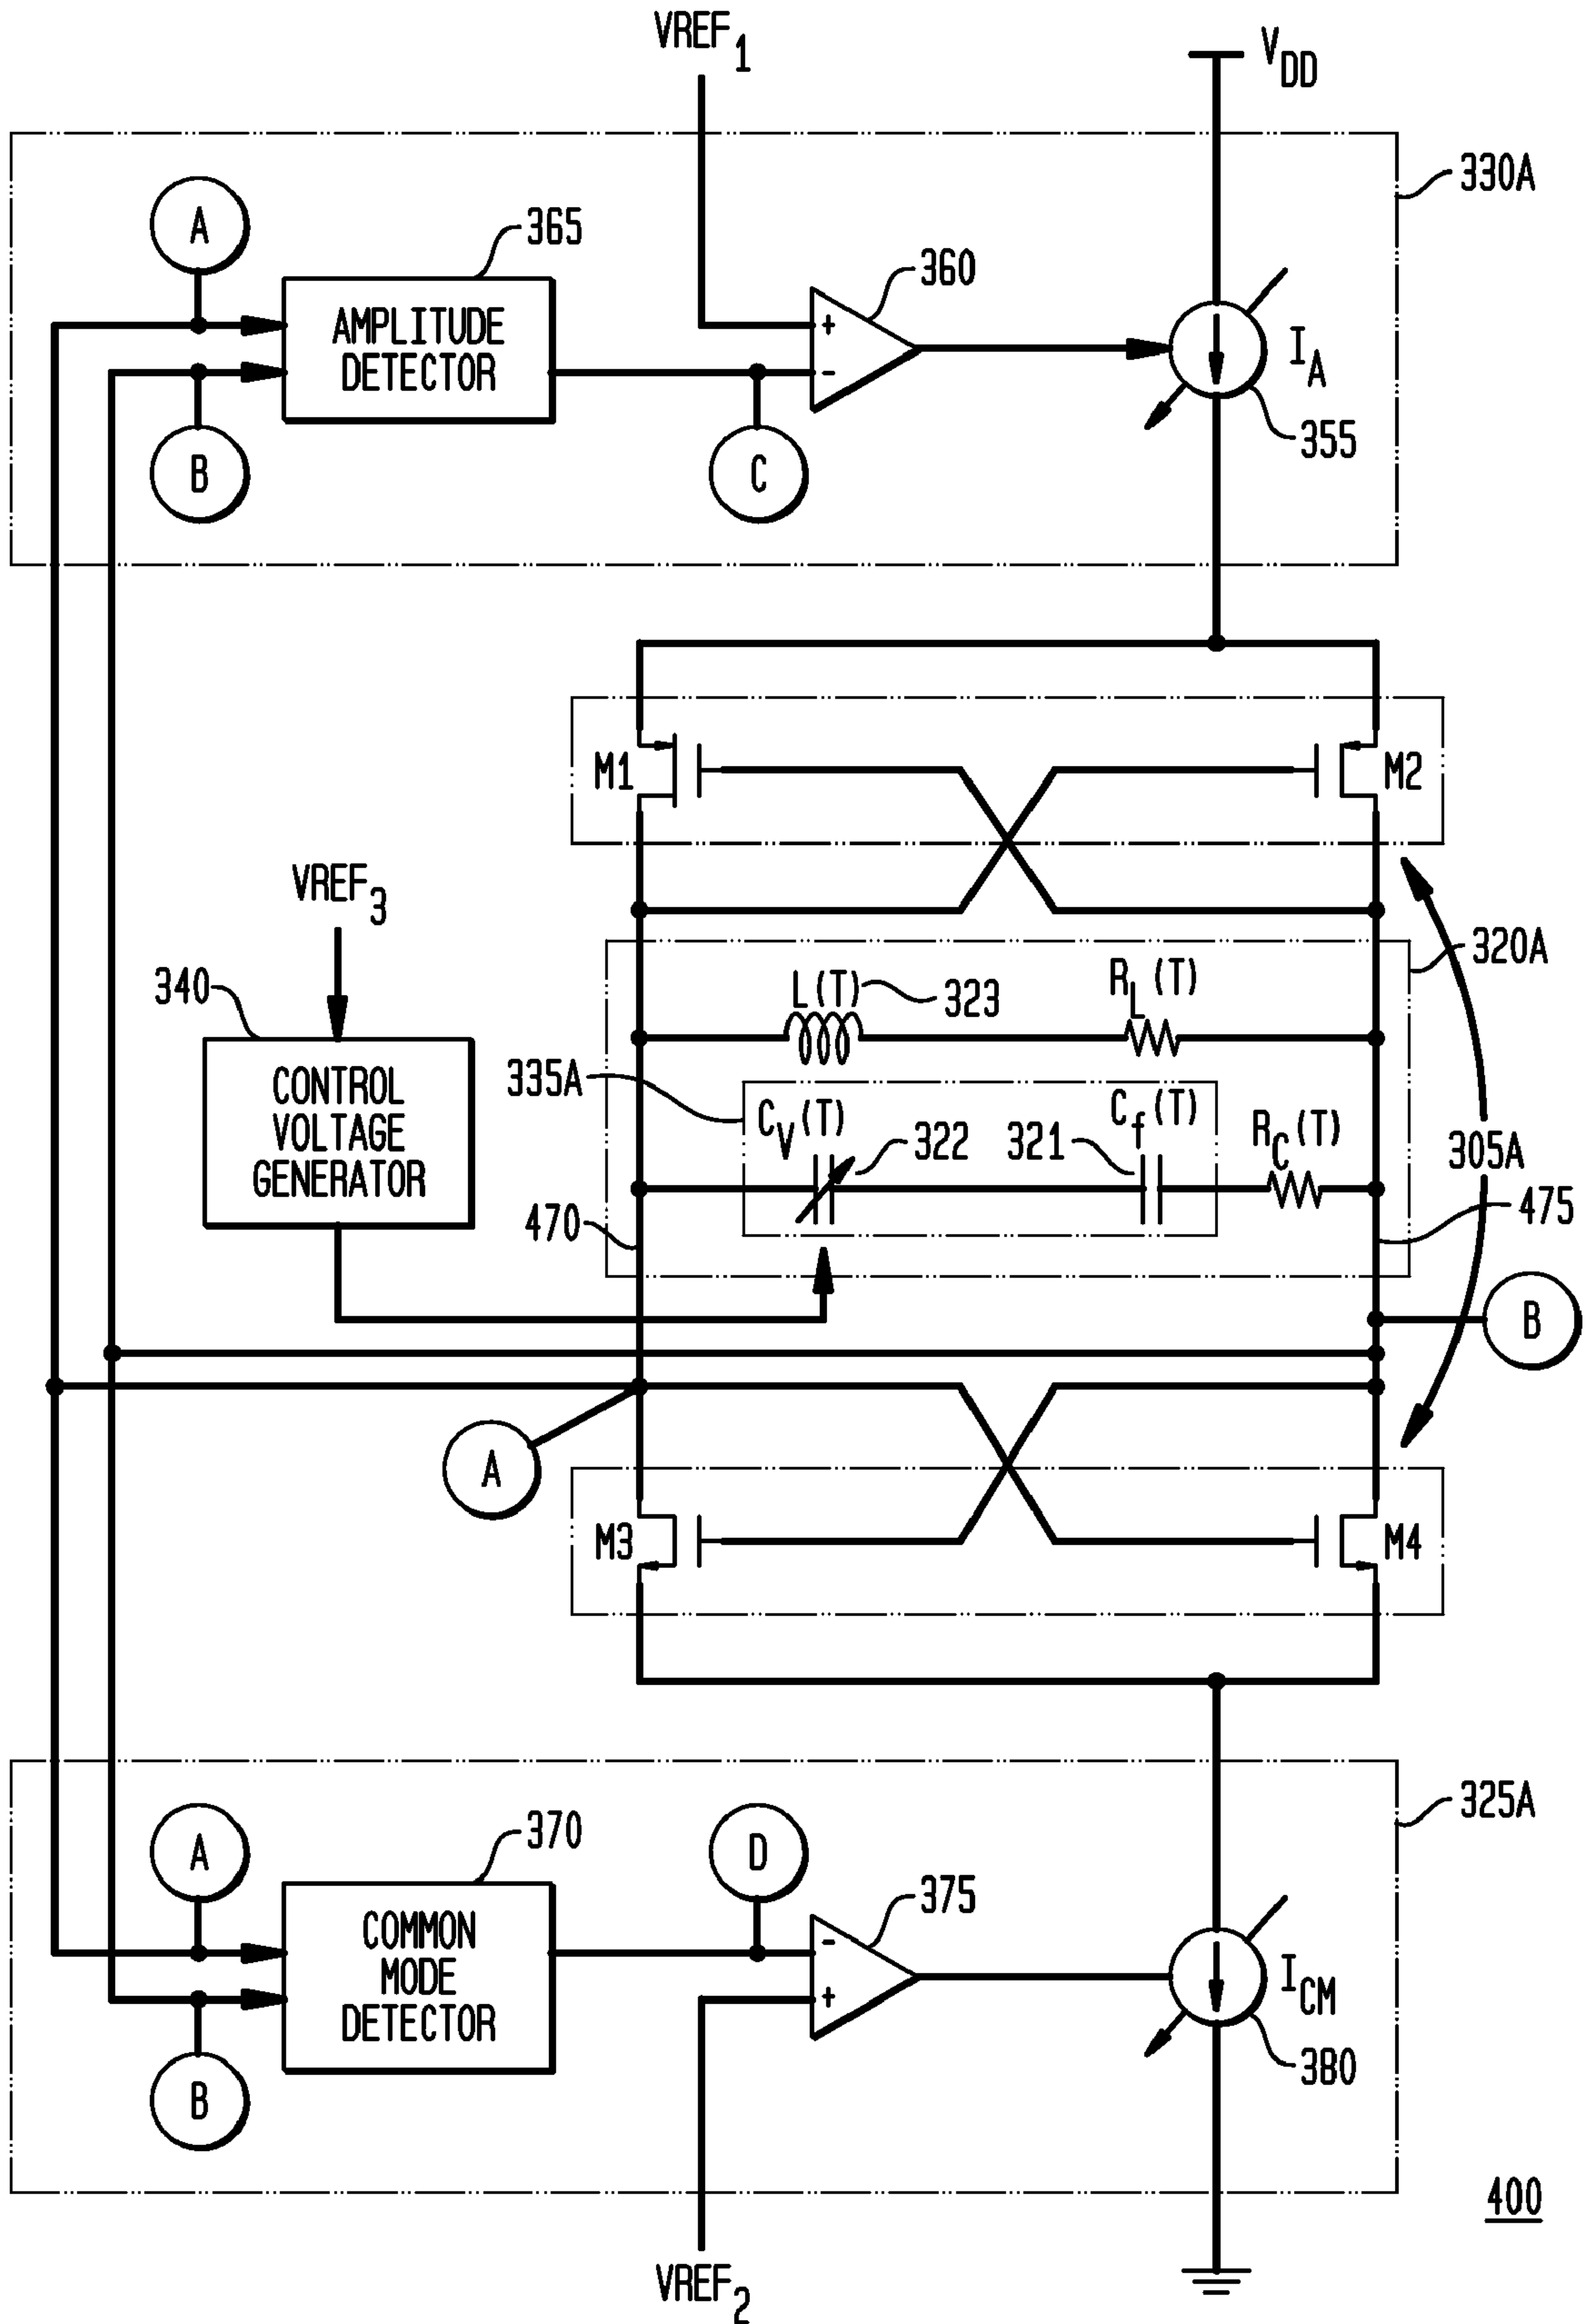 VREF1
VDD
330A
A
365
360
AMPLITUDE
DETECTOR
+
-
IA
355
B
C
M1
M2
VREF3
320A
340
L(T)
323
RL(T)
CONTROL
VOLTAGE
GENERATOR
335A
CV(T)
322
321
Cf(T)
RC(T)
305A
470
475
B
A
M3
M4
325A
A
370
D
375
COMMON
MODE
DETECTOR
-
+
ICM
380
B
400
VREF2